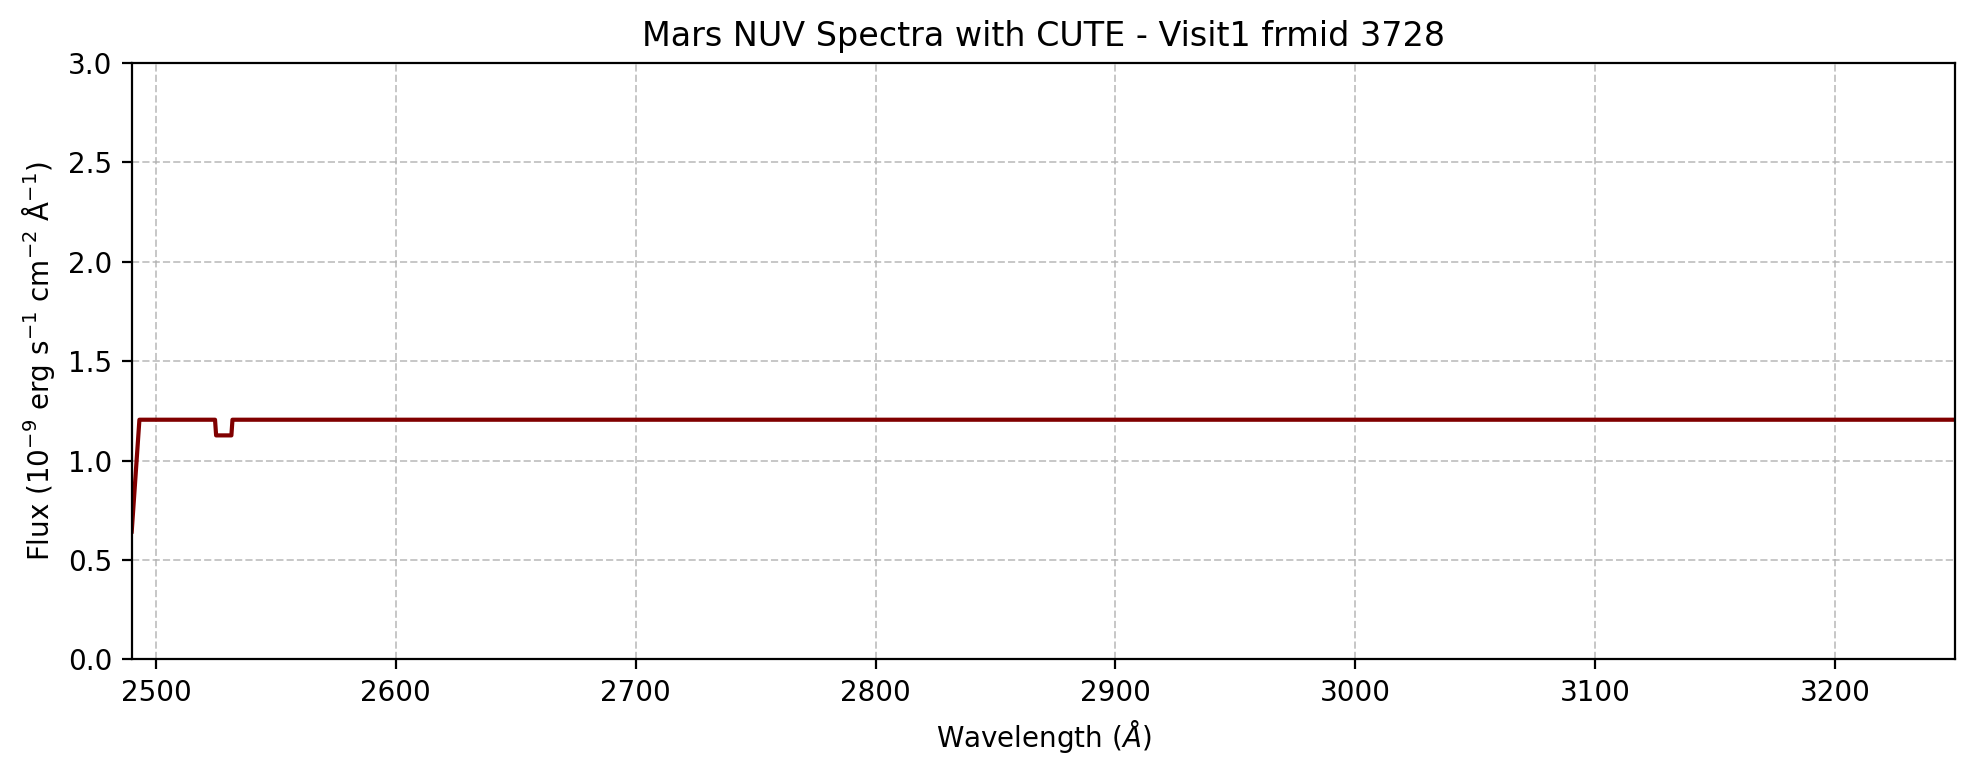 Mars NUV Spectra with CUTE - Visit1 frmid 3728
Flux (10⁻⁹ erg s⁻¹ cm⁻² Å⁻¹)
3.0
2.5
2.0
1.5
1.0
0.5
0.0
2500 2600 2700 2800 2900 3000 3100 3200
Wavelength (Å)